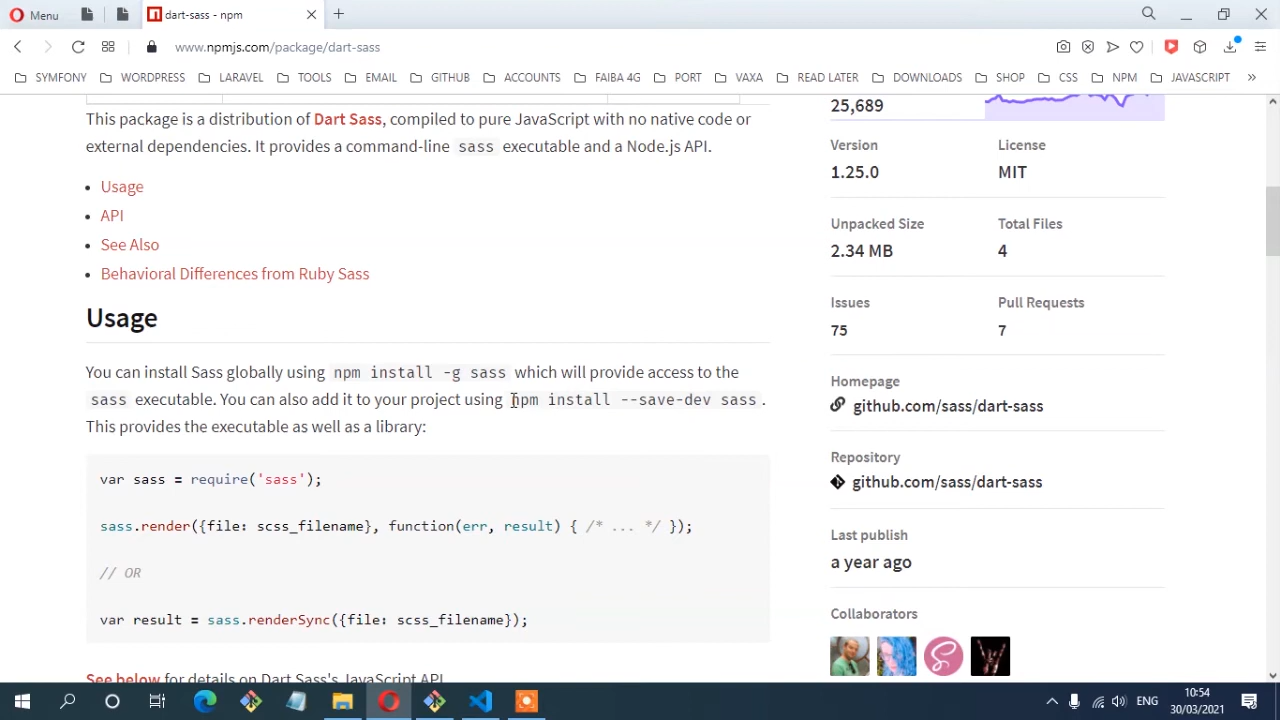 Menu
dart-sass - npm
www.npmjs.com/package/dart-sass
SYMFONY WORDPRESS LARAVEL TOOLS EMAIL GITHUB ACCOUNTS FAIBA 4G PORT VAXA READ LATER DOWNLOADS SHOP CSS NPM JAVASCRIPT »
This package is a distribution of Dart Sass, compiled to pure JavaScript with no native code or
external dependencies. It provides a command-line sass executable and a Node.js API.
• Usage
• API
• See Also
• Behavioral Differences from Ruby Sass
Usage
You can install Sass globally using npm install -g sass which will provide access to the
sass executable. You can also add it to your project using npm install --save-dev sass .
This provides the executable as well as a library:
var sass = require('sass');
sass.render({file: scss_filename}, function(err, result) { /* ... */ });
// OR
var result = sass.renderSync({file: scss_filename});
See below for details on Dart Sass's JavaScript API.
25,689
Version License
1.25.0 MIT
Unpacked Size Total Files
2.34 MB 4
Issues Pull Requests
75 7
Homepage
github.com/sass/dart-sass
Repository
github.com/sass/dart-sass
Last publish
a year ago
Collaborators
ENG
10:54
30/03/2021